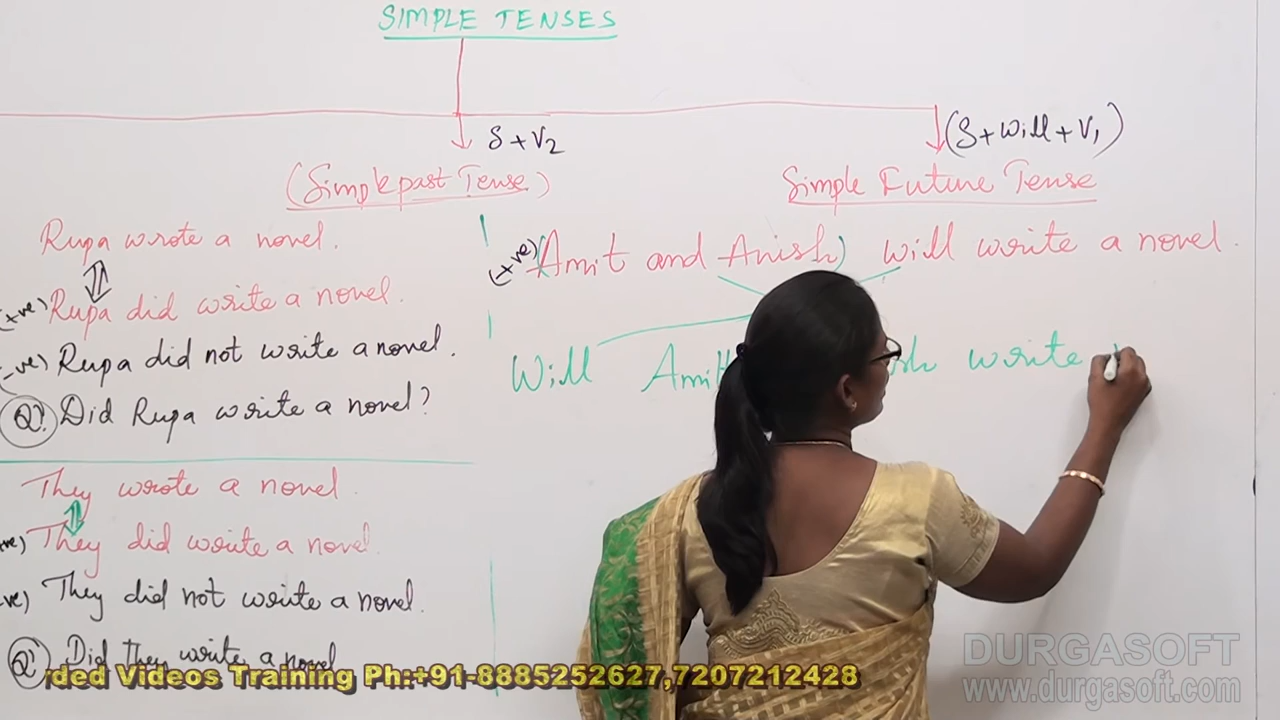 SIMPLE TENSES
S + V2
(Simple past Tense)
Rupa wrote a novel.
(+ve) Rupa did write a novel.
(-ve) Rupa did not write a novel.
Q? Did Rupa write a novel?
They wrote a novel.
They did write a novel.
They did not write a novel.
Q? Did they write a novel
(S + will + V1)
Simple Future Tense
(+ve) (Amit and Anish) will write a novel.
Will write
rded Videos Training Ph:+91-8885252627,7207212428
DURGASOFT
www.durgasoft.com